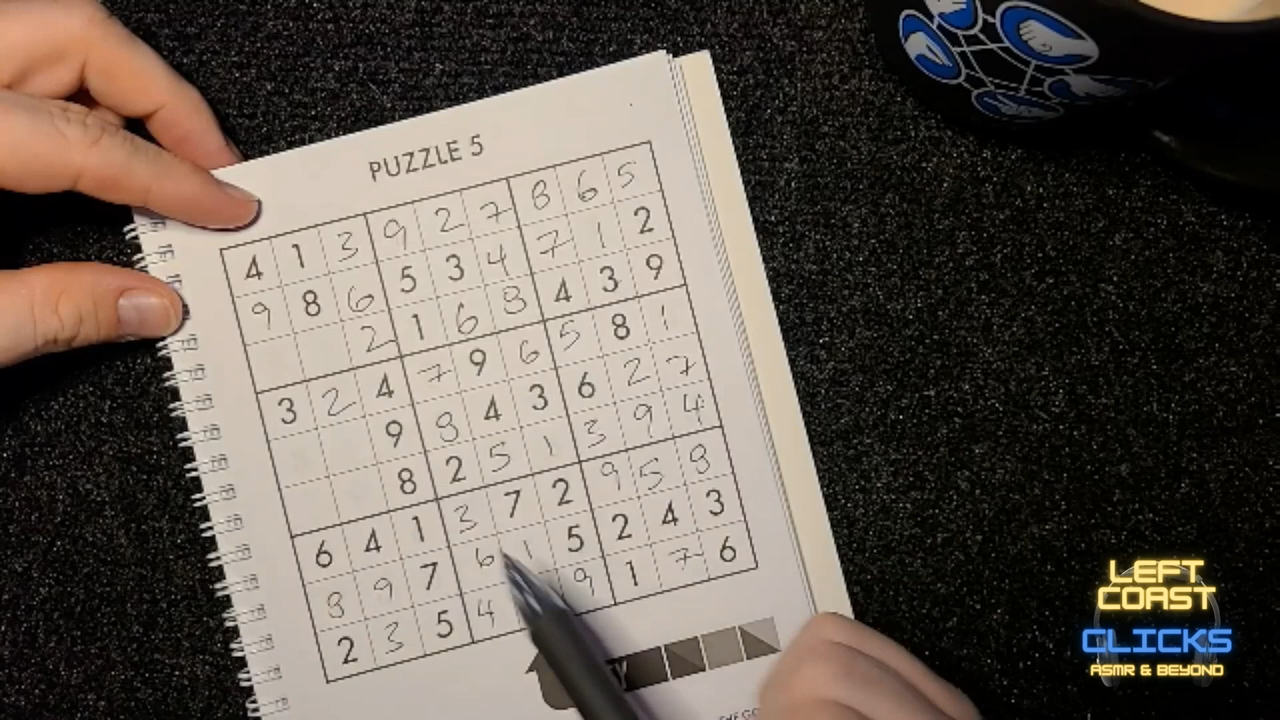 PUZZLE 5
4 1 3 9 2 7 8 6 5
9 8 6 5 3 4 7 1 2
2 1 6 8 4 3 9
3 2 4 7 9 6 5 8 1
9 8 4 3 6 2 7
8 2 5 1 3 9 4
6 4 1 3 7 2 9 5 8
8 9 7 6 1 5 2 4 3
2 3 5 4 9 1 7 6
LEFT
COAST
CLICKS
ASMR & BEYOND